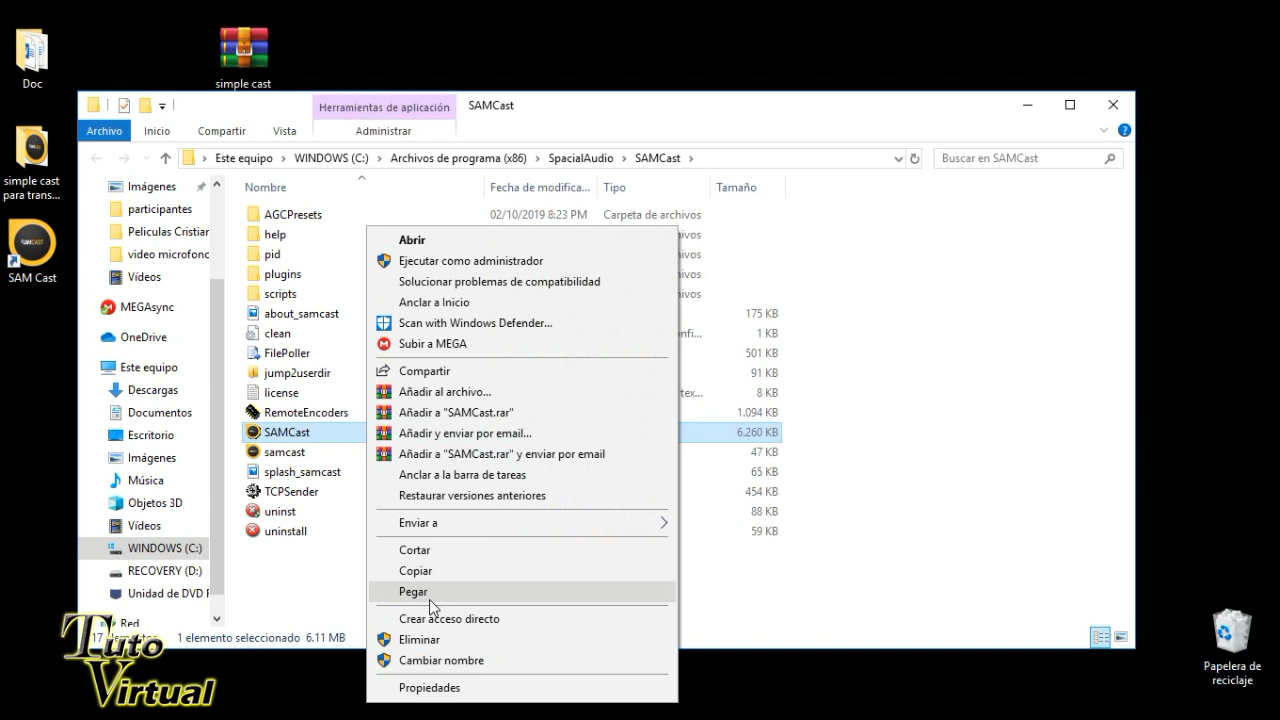 Doc
simple cast
simple cast
para trans...
SAM Cast
Herramientas de aplicación
SAMCast
Archivo
Inicio
Compartir
Vista
Administrar
Este equipo
WINDOWS (C:)
Archivos de programa (x86)
SpacialAudio
SAMCast
Buscar en SAMCast
Imágenes
participantes
Peliculas Cristiar
video microfono
Vídeos
MEGAsync
OneDrive
Este equipo
Descargas
Documentos
Escritorio
Imágenes
Música
Objetos 3D
Vídeos
WINDOWS (C:)
RECOVERY (D:)
Unidad de DVD F
Red
Nombre
Fecha de modifica...
Tipo
Tamaño
AGCPresets
02/10/2019 8:23 PM
Carpeta de archivos
help
pid
plugins
scripts
about_samcast
175 KB
clean
1 KB
FilePoller
501 KB
jump2userdir
91 KB
license
8 KB
RemoteEncoders
1.094 KB
SAMCast
6.260 KB
samcast
47 KB
splash_samcast
65 KB
TCPSender
454 KB
uninst
88 KB
uninstall
59 KB
Abrir
Ejecutar como administrador
Solucionar problemas de compatibilidad
Anclar a Inicio
Scan with Windows Defender...
Subir a MEGA
Compartir
Añadir al archivo...
Añadir a "SAMCast.rar"
Añadir y enviar por email...
Añadir a "SAMCast.rar" y enviar por email
Anclar a la barra de tareas
Restaurar versiones anteriores
Enviar a
Cortar
Copiar
Pegar
Crear acceso directo
Eliminar
Cambiar nombre
Propiedades
1 elemento seleccionado 6.11 MB
Tuto
Virtual
Papelera de
reciclaje